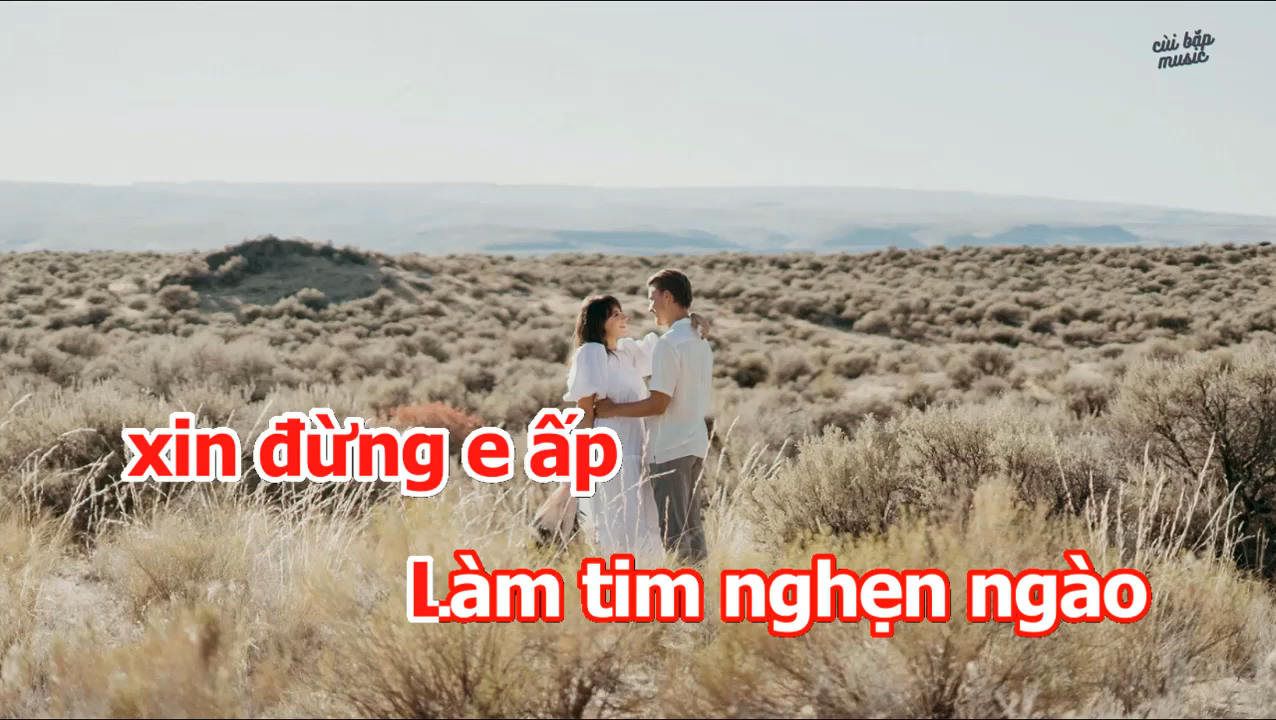 cùi bắp
music
xin đừng e ấp
Làm tim nghẹn ngào